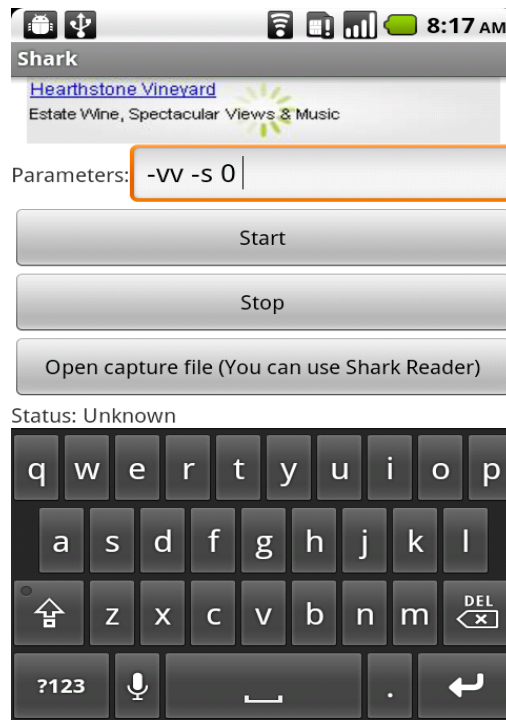 8:17 AM
Shark
Hearthstone Vineyard
Estate Wine, Spectacular Views & Music
Parameters: -vv -s 0
Start
Stop
Open capture file (You can use Shark Reader)
Status: Unknown
q w e r t y u i o p
a s d f g h j k l
z x c v b n m DEL
?123 .